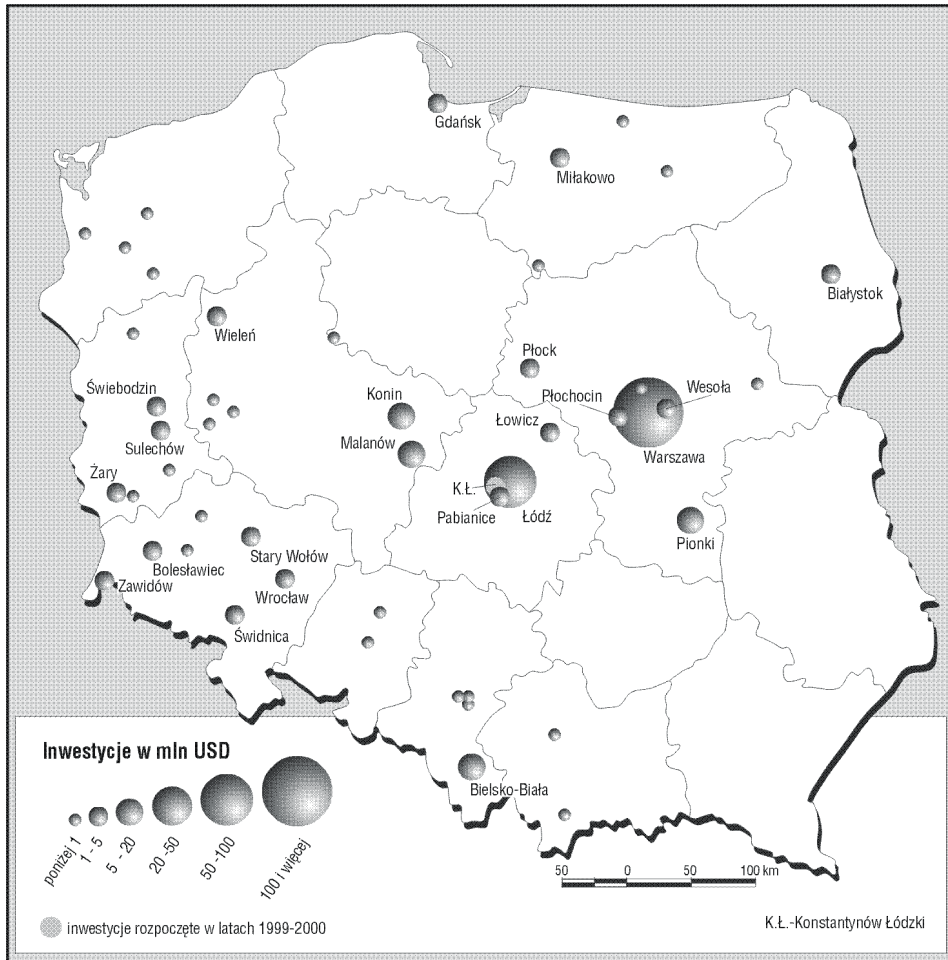 Gdańsk
Miłakowo
Białystok
Wieleń
Płock
Świebodzin
Konin
Płochocin
Wesoła
Łowicz
Sulechów
Malanów
Warszawa
Żary
K.Ł.
Pabianice
Łódź
Pionki
Stary Wołów
Bolesławiec
Zawidów
Wrocław
Świdnica
Bielsko-Biała
Inwestycje w mln USD
poniżej 1
1 - 5
5 - 20
20 -50
50 -100
100 i więcej
50 0 50 100 km
inwestycje rozpoczęte w latach 1999-2000
K.Ł.-Konstantynów Łódzki